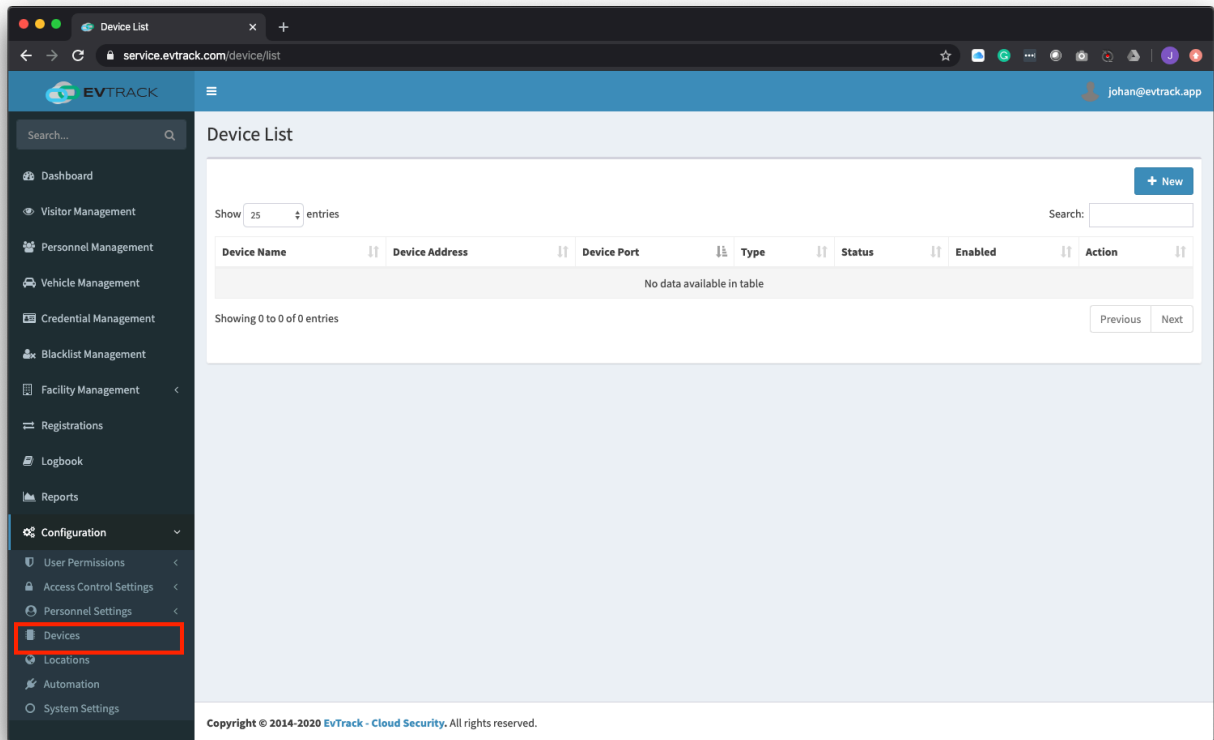 Device List
service.evtrack.com/device/list
J
EVTRACK
johan@evtrack.app
Search...
Dashboard
Visitor Management
Personnel Management
Vehicle Management
Credential Management
Blacklist Management
Facility Management
Registrations
Logbook
Reports
Configuration
User Permissions
Access Control Settings
Personnel Settings
Devices
Locations
Automation
System Settings
Device List
+ New
Show 25 entries
Search:
Device Name Device Address Device Port Type Status Enabled Action
No data available in table
Showing 0 to 0 of 0 entries
Previous Next
Copyright © 2014-2020 EvTrack - Cloud Security. All rights reserved.